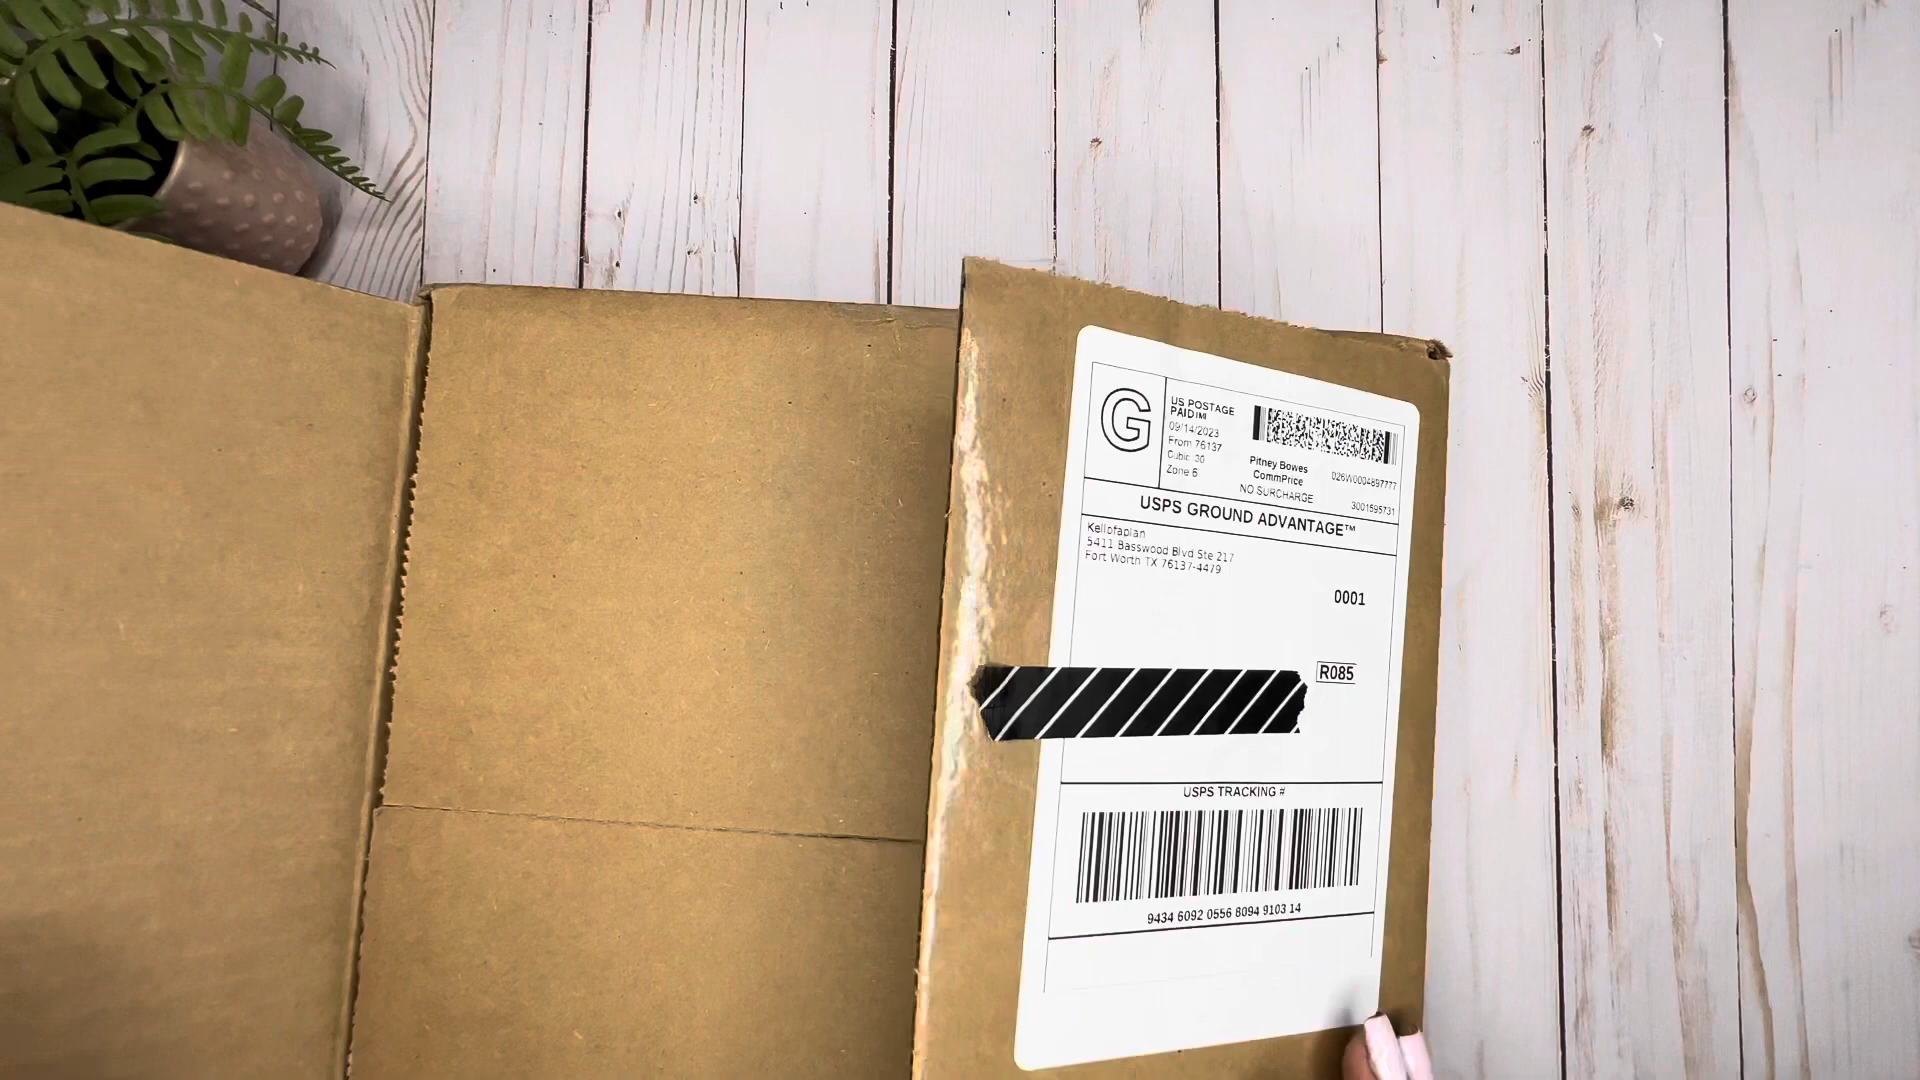 G
US POSTAGE
PAID IMI
09/14/2023
From 76137
Cubic .30
Zone 6
Pitney Bowes
CommPrice
NO SURCHARGE
026W0004897777
3001595731
USPS GROUND ADVANTAGE™
Kellofaplan
5411 Basswood Blvd Ste 217
Fort Worth TX 76137-4479
0001
R085
USPS TRACKING #
9434 6092 0556 8094 9103 14